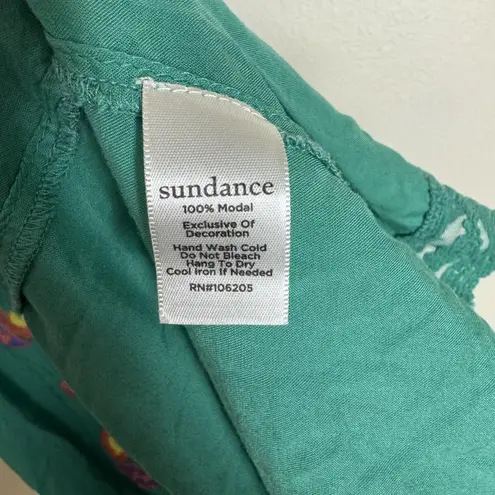 sundance
100% Modal
Exclusive Of
Decoration
Hand Wash Cold
Do Not Bleach
Hang To Dry
Cool Iron If Needed
RN#106205